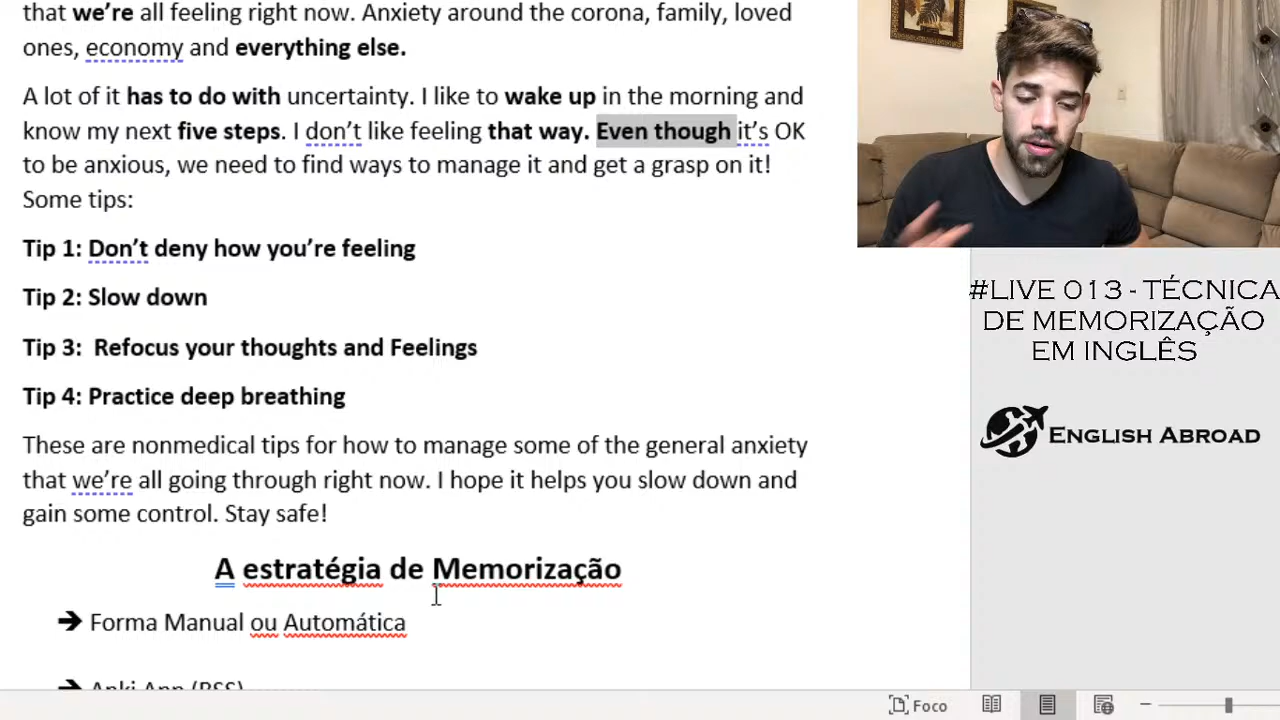 that we're all feeling right now. Anxiety around the corona, family, loved
ones, economy and everything else.
A lot of it has to do with uncertainty. I like to wake up in the morning and
know my next five steps. I don't like feeling that way. Even though it's OK
to be anxious, we need to find ways to manage it and get a grasp on it!
Some tips:
Tip 1: Don't deny how you're feeling
Tip 2: Slow down
Tip 3:  Refocus your thoughts and Feelings
Tip 4: Practice deep breathing
These are nonmedical tips for how to manage some of the general anxiety
that we're all going through right now. I hope it helps you slow down and
gain some control. Stay safe!
A estratégia de Memorização
➔ Forma Manual ou Automática
➔ Anki App (RSS)
#LIVE 013 - TÉCNICA
DE MEMORIZAÇÃO
EM INGLÊS
ENGLISH ABROAD
Foco